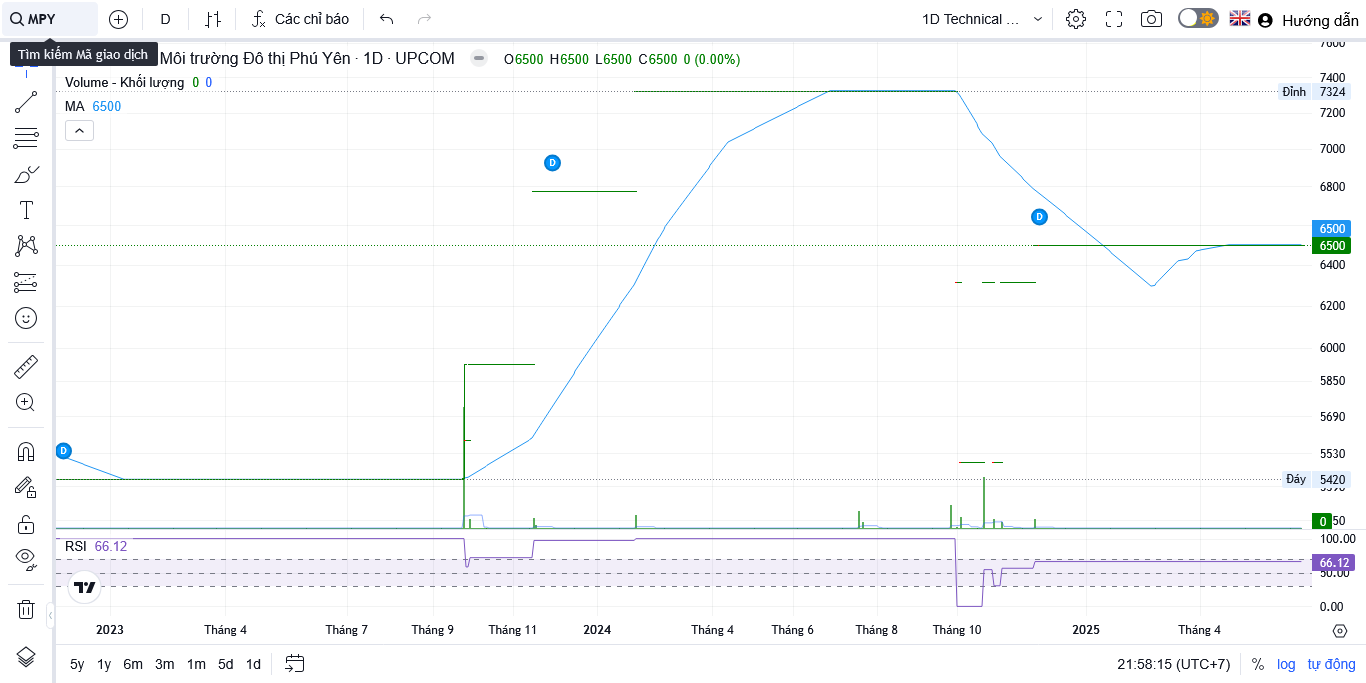 MPY
D
Các chỉ báo
1D Technical ...
Hướng dẫn
Tìm kiếm Mã giao dịch
Môi trường Đô thị Phú Yên · 1D · UPCOM
O6500 H6500 L6500 C6500 0 (0.00%)
Volume - Khối lượng 0 0
MA 6500
7600
7400
Đỉnh 7324
7200
7000
6800
6500
6500
6400
6200
6000
5850
5690
5530
Đáy 5420
5390
0
50
D
D
D
RSI 66.12
100.00
66.12
50.00
0.00
2023 Tháng 4 Tháng 7 Tháng 9 Tháng 11 2024 Tháng 4 Tháng 6 Tháng 8 Tháng 10 2025 Tháng 4
5y 1y 6m 3m 1m 5d 1d
21:58:15 (UTC+7) % log tự động